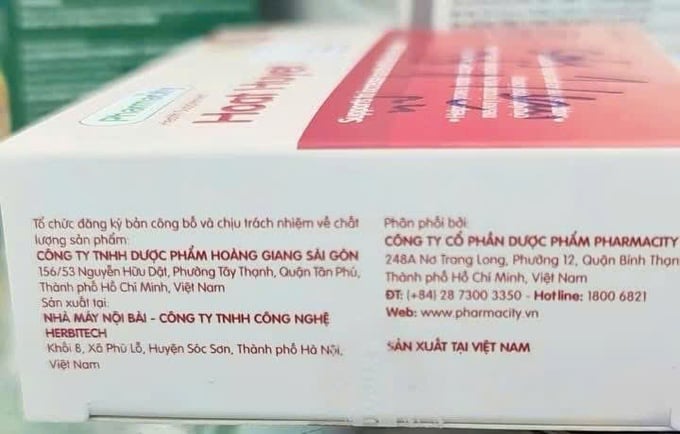 Pharmacity
Hoạt Huyết
Tổ chức đăng ký bản công bố và chịu trách nhiệm về chất
lượng sản phẩm:
CÔNG TY TNHH DƯỢC PHẨM HOÀNG GIANG SÀI GÒN
156/53 Nguyễn Hữu Dật, Phường Tây Thạnh, Quận Tân Phú,
Thành phố Hồ Chí Minh, Việt Nam
Sản xuất tại:
NHÀ MÁY NỘI BÀI - CÔNG TY TNHH CÔNG NGHỆ
HERBITECH
Khối 8, Xã Phù Lỗ, Huyện Sóc Sơn, Thành phố Hà Nội,
Việt Nam
Phân phối bởi:
CÔNG TY CỔ PHẦN DƯỢC PHẨM PHARMACITY
248A Nơ Trang Long, Phường 12, Quận Bình Thạn
Thành phố Hồ Chí Minh, Việt Nam
ĐT: (+84) 28 7300 3350 - Hotline: 1800 6821
Web: www.pharmacity.vn
SẢN XUẤT TẠI VIỆT NAM